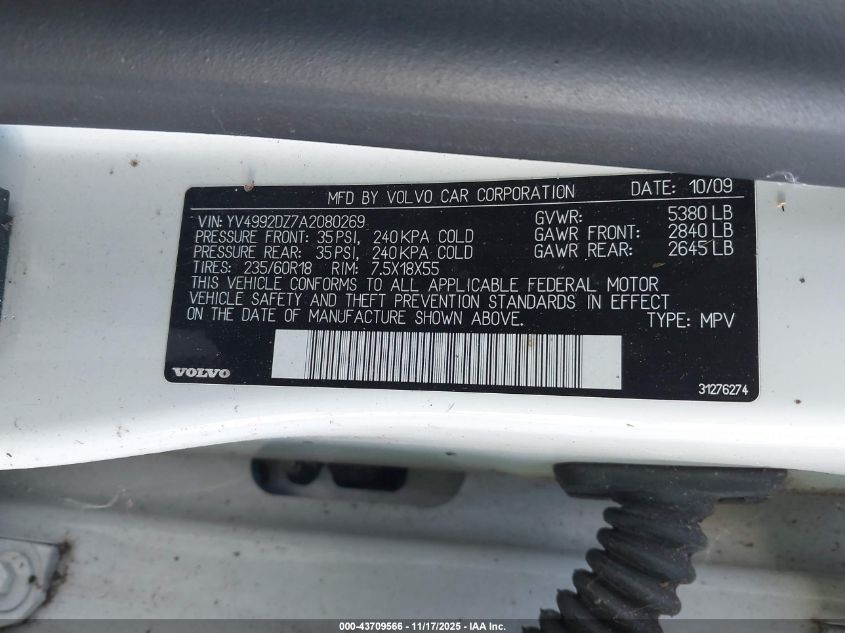 MFD BY VOLVO CAR CORPORATION DATE: 10/09
VIN: YV4992DZ7A2080269 GVWR: 5380 LB
PRESSURE FRONT: 35 PSI, 240 KPA COLD GAWR FRONT: 2840 LB
PRESSURE REAR: 35 PSI, 240 KPA COLD GAWR REAR: 2645 LB
TIRES: 235/60R18 RIM: 7.5X18X55
THIS VEHICLE CONFORMS TO ALL APPLICABLE FEDERAL MOTOR
VEHICLE SAFETY AND THEFT PREVENTION STANDARDS IN EFFECT
ON THE DATE OF MANUFACTURE SHOWN ABOVE. TYPE: MPV
VOLVO 31276274
000-43709566 — 11/17/2025 — IAA Inc.